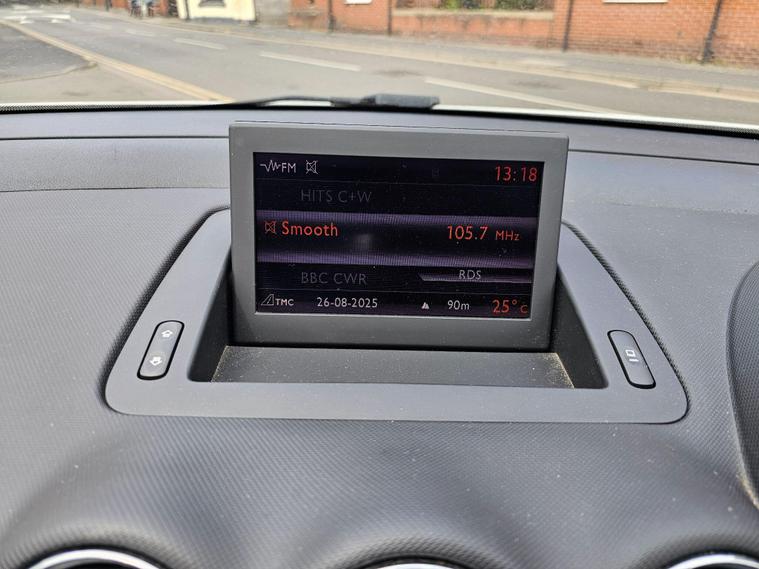 FM 13:18
HITS C+W
Smooth 105.7 MHz
BBC CWR RDS
TMC 26-08-2025 90m 25°C